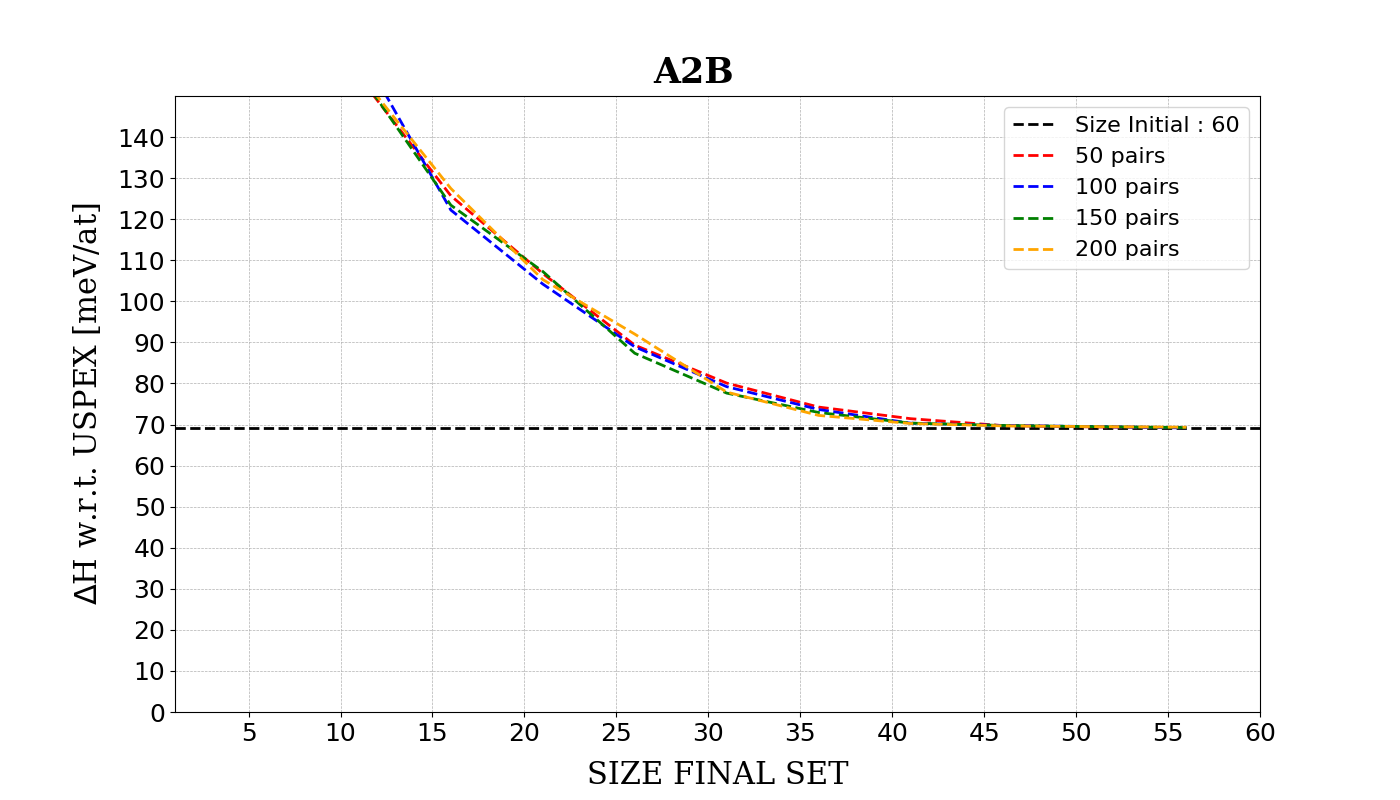 A2B
ΔH w.r.t. USPEX [meV/at]
140
130
120
110
100
90
80
70
60
50
40
30
20
10
0
Size Initial : 60
50 pairs
100 pairs
150 pairs
200 pairs
5 10 15 20 25 30 35 40 45 50 55 60
SIZE FINAL SET